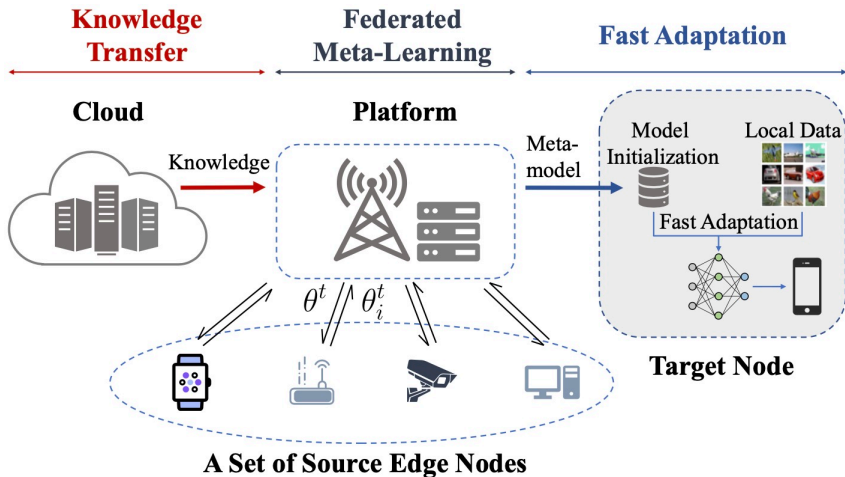 Knowledge
Transfer
Federated
Meta-Learning
Fast Adaptation
Cloud
Platform
Knowledge
Meta-
model
Model
Initialization
Local Data
Fast Adaptation
θ^t
θ_i^t
Target Node
A Set of Source Edge Nodes